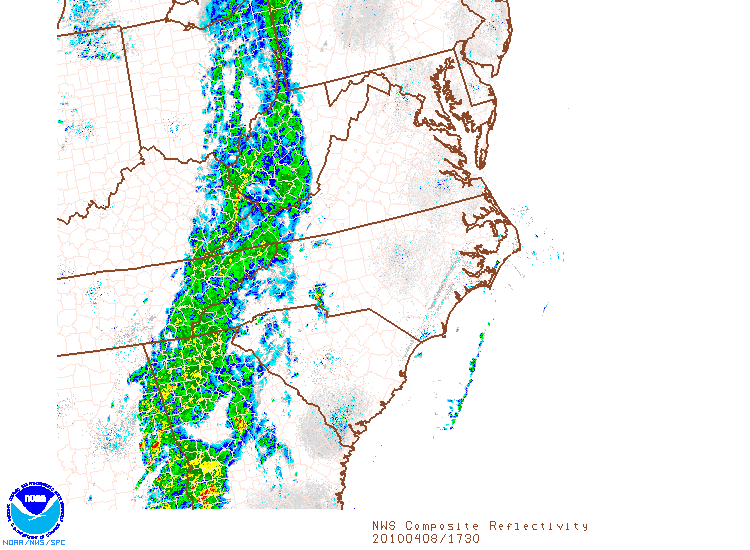 NOAA
NOAA/NWS/SPC
NWS Composite Reflectivity
20100408/1730